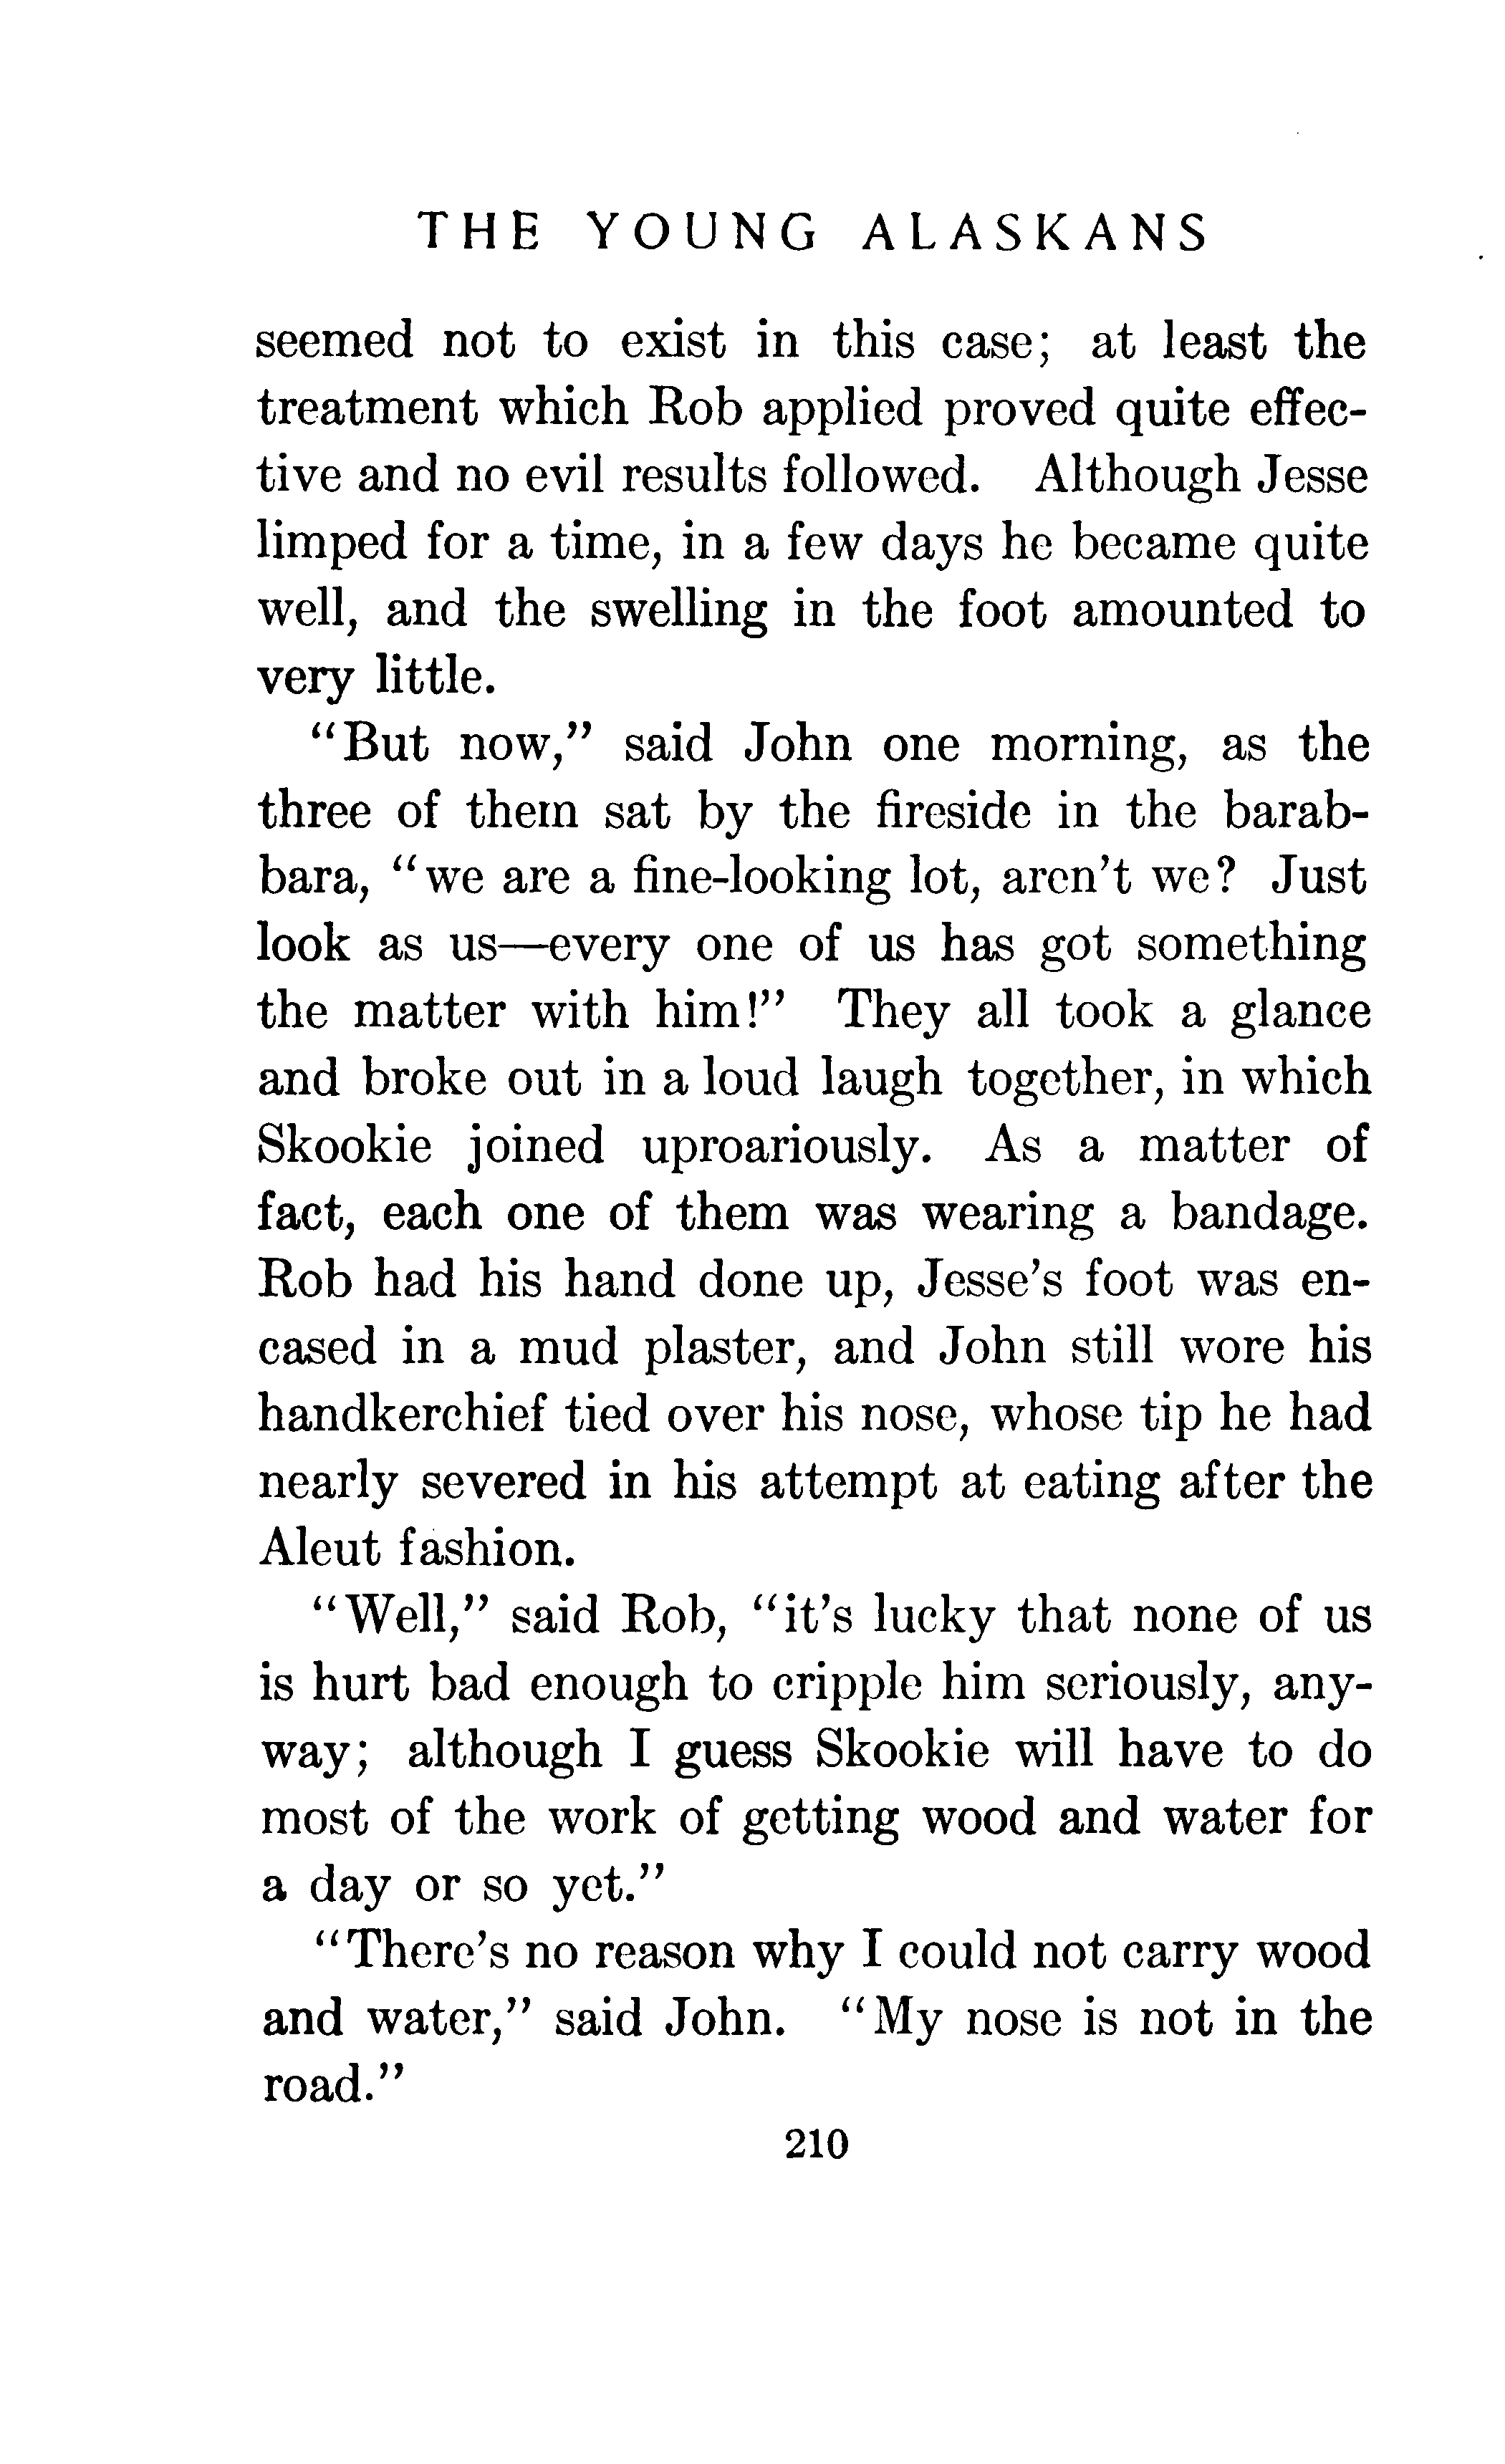 THE YOUNG ALASKANS
seemed not to exist in this case; at least the
treatment which Rob applied proved quite effec-
tive and no evil results followed. Although Jesse
limped for a time, in a few days he became quite
well, and the swelling in the foot amounted to
very little.
"But now," said John one morning, as the
three of them sat by the fireside in the barab-
bara, "we are a fine-looking lot, aren't we? Just
look as us—every one of us has got something
the matter with him!" They all took a glance
and broke out in a loud laugh together, in which
Skookie joined uproariously. As a matter of
fact, each one of them was wearing a bandage.
Rob had his hand done up, Jesse's foot was en-
cased in a mud plaster, and John still wore his
handkerchief tied over his nose, whose tip he had
nearly severed in his attempt at eating after the
Aleut fashion.
"Well," said Rob, "it's lucky that none of us
is hurt bad enough to cripple him seriously, any-
way; although I guess Skookie will have to do
most of the work of getting wood and water for
a day or so yet."
"There's no reason why I could not carry wood
and water," said John. "My nose is not in the
road."
210